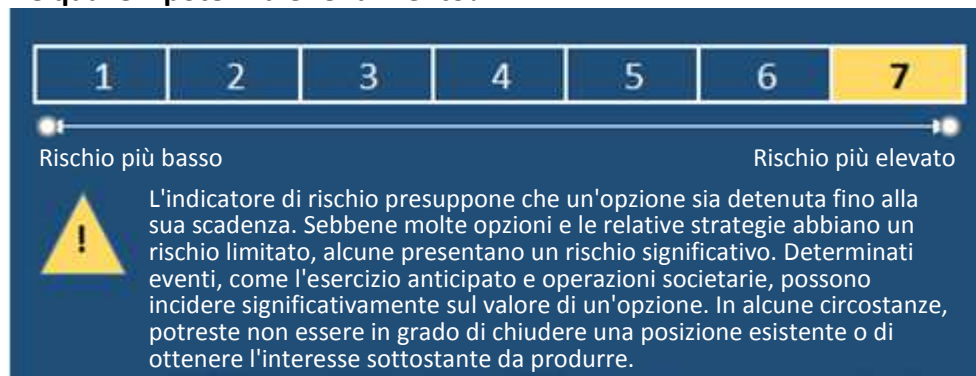 1 2 3 4 5 6 7
Rischio più basso Rischio più elevato
!
L'indicatore di rischio presuppone che un'opzione sia detenuta fino alla
sua scadenza. Sebbene molte opzioni e le relative strategie abbiano un
rischio limitato, alcune presentano un rischio significativo. Determinati
eventi, come l'esercizio anticipato e operazioni societarie, possono
incidere significativamente sul valore di un'opzione. In alcune circostanze,
potreste non essere in grado di chiudere una posizione esistente o di
ottenere l'interesse sottostante da produrre.